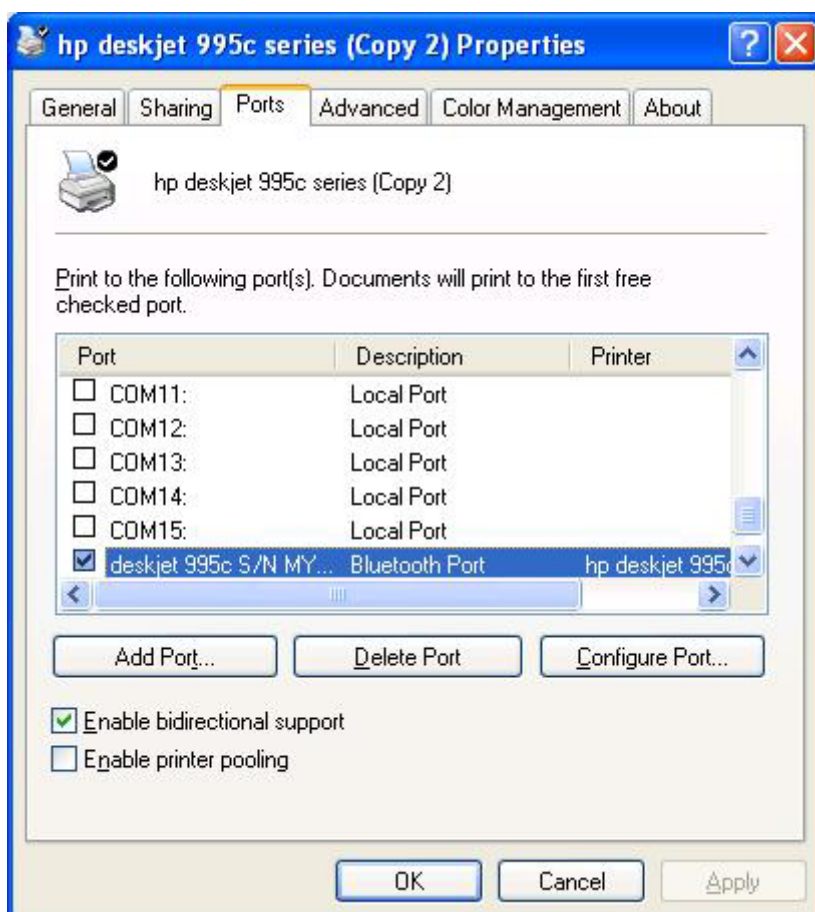 hp deskjet 995c series (Copy 2) Properties
General Sharing Ports Advanced Color Management About
hp deskjet 995c series (Copy 2)
Print to the following port(s). Documents will print to the first free
checked port.
Port Description Printer
COM11: Local Port
COM12: Local Port
COM13: Local Port
COM14: Local Port
COM15: Local Port
deskjet 995c S/N MY... Bluetooth Port hp deskjet 995c
Add Port... Delete Port Configure Port...
Enable bidirectional support
Enable printer pooling
OK Cancel Apply